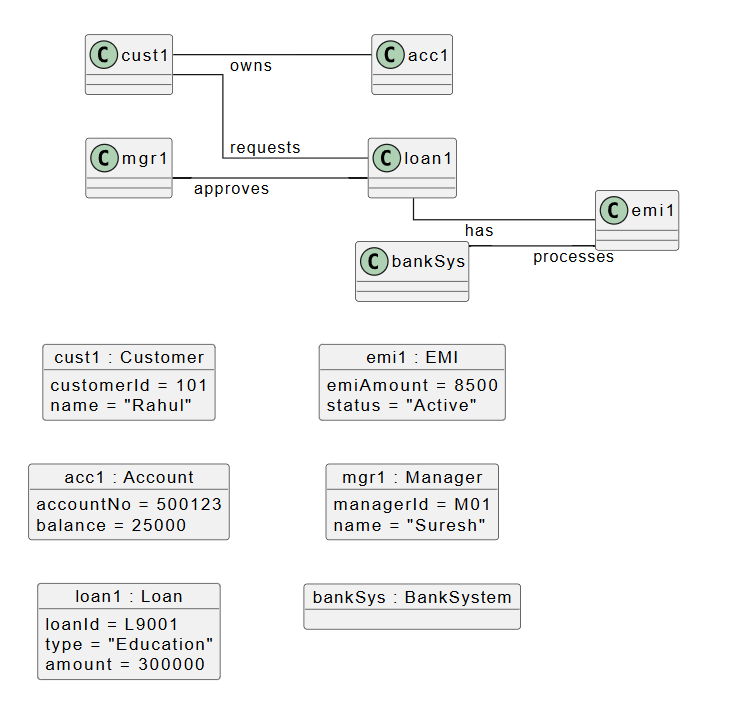 C cust1
C acc1
owns
requests
C mgr1
C loan1
approves
C emi1
has
processes
C bankSys
cust1 : Customer
customerId = 101
name = "Rahul"
emi1 : EMI
emiAmount = 8500
status = "Active"
acc1 : Account
accountNo = 500123
balance = 25000
mgr1 : Manager
managerId = M01
name = "Suresh"
loan1 : Loan
loanId = L9001
type = "Education"
amount = 300000
bankSys : BankSystem